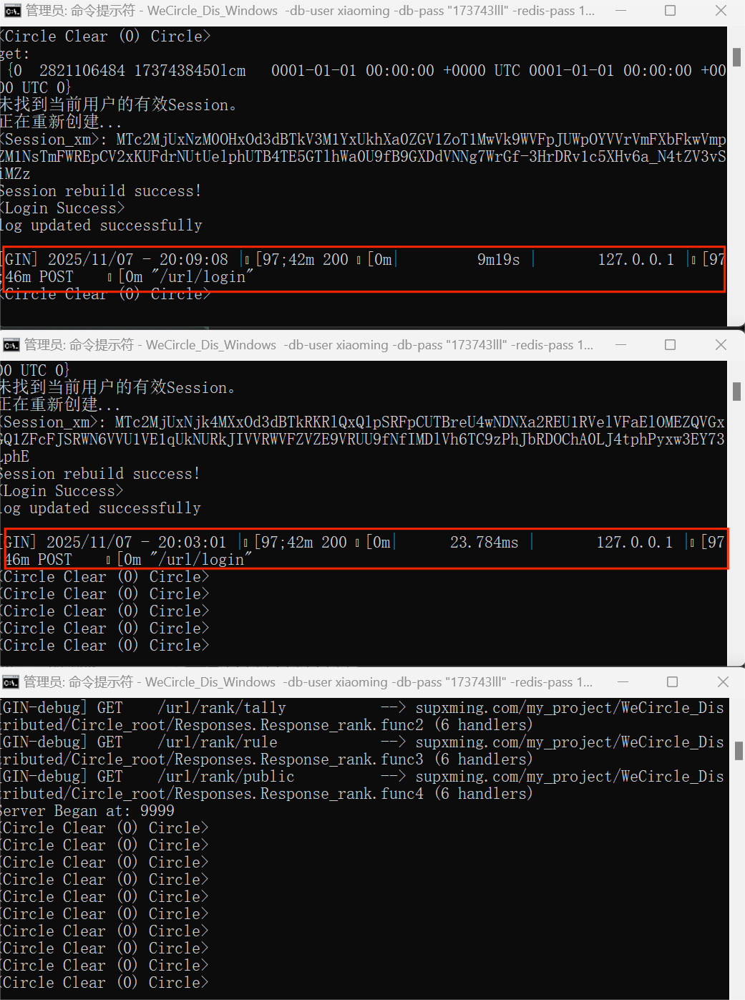 管理员: 命令提示符 - WeCircle_Dis_Windows  -db-user xiaoming -db-pass "173743lll" -redis-pass 1...
<Circle Clear (0) Circle>
get:
{0  2821106484 1737438450lcm   0001-01-01 00:00:00 +0000 UTC 0001-01-01 00:00:00 +00
00 UTC 0}
未找到当前用户的有效Session。
正在重新创建...
<Session_xm>: MTc2MjUxNzM0OHxOd3dBTkV3M1YxUkhXa0ZGV1ZoT1MwVk9WVFpJUWpOYVVrVmFXbFkwVmp
ZM1NsTmFWREpCV2xKUFdrNUtUelphUTB4TE5GTlhWa0U9fB9GXDdVNNg7WrGf-3HrDRv1c5XHv6a_N4tZV3vS
iMZz
Session rebuild success!
<Login Success>
log updated successfully
[GIN] 2025/11/07 - 20:09:08 |▯[97;42m 200 ▯[0m|         9m19s |       127.0.0.1 |▯[97
;46m POST    ▯[0m "/url/login"
<Circle Clear (0) Circle>
管理员: 命令提示符 - WeCircle_Dis_Windows  -db-user xiaoming -db-pass "173743lll" -redis-pass 1...
00 UTC 0}
未找到当前用户的有效Session。
正在重新创建...
<Session_xm>: MTc2MjUxNjk4MXxOd3dBTkRKRlQxQlpSRFpCUTBreU4wNDNXa2REU1RVelVFaElOMEZQVGx
GQ1ZFcFJSRWN6VVU1VE1qUkNURkJIVVRWVFZVZE9VRUU9fNfIMDlVh6TC9zPhJbRDOChA0LJ4tphPyxw3EY73
LphE
Session rebuild success!
<Login Success>
log updated successfully
[GIN] 2025/11/07 - 20:03:01 |▯[97;42m 200 ▯[0m|      23.784ms |       127.0.0.1 |▯[97
46m POST    ▯[0m "/url/login"
<Circle Clear (0) Circle>
<Circle Clear (0) Circle>
<Circle Clear (0) Circle>
<Circle Clear (0) Circle>
<Circle Clear (0) Circle>
管理员: 命令提示符 - WeCircle_Dis_Windows  -db-user xiaoming -db-pass "173743lll" -redis-pass 1...
[GIN-debug] GET    /url/rank/tally           --> supxming.com/my_project/WeCircle_Dis
tributed/Circle_root/Responses.Response_rank.func2 (6 handlers)
[GIN-debug] GET    /url/rank/rule            --> supxming.com/my_project/WeCircle_Dis
tributed/Circle_root/Responses.Response_rank.func3 (6 handlers)
[GIN-debug] GET    /url/rank/public          --> supxming.com/my_project/WeCircle_Dis
tributed/Circle_root/Responses.Response_rank.func4 (6 handlers)
Server Began at: 9999
<Circle Clear (0) Circle>
<Circle Clear (0) Circle>
<Circle Clear (0) Circle>
<Circle Clear (0) Circle>
<Circle Clear (0) Circle>
<Circle Clear (0) Circle>
<Circle Clear (0) Circle>
<Circle Clear (0) Circle>
<Circle Clear (0) Circle>
<Circle Clear (0) Circle>